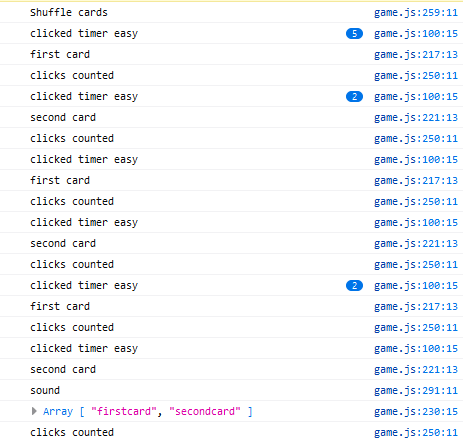 Shuffle cards game.js:259:11
clicked timer easy 5 game.js:100:15
first card game.js:217:13
clicks counted game.js:250:11
clicked timer easy 2 game.js:100:15
second card game.js:221:13
clicks counted game.js:250:11
clicked timer easy game.js:100:15
first card game.js:217:13
clicks counted game.js:250:11
clicked timer easy game.js:100:15
second card game.js:221:13
clicks counted game.js:250:11
clicked timer easy 2 game.js:100:15
first card game.js:217:13
clicks counted game.js:250:11
clicked timer easy game.js:100:15
second card game.js:221:13
sound game.js:291:11
Array [ "firstcard", "secondcard" ] game.js:230:15
clicks counted game.js:250:11